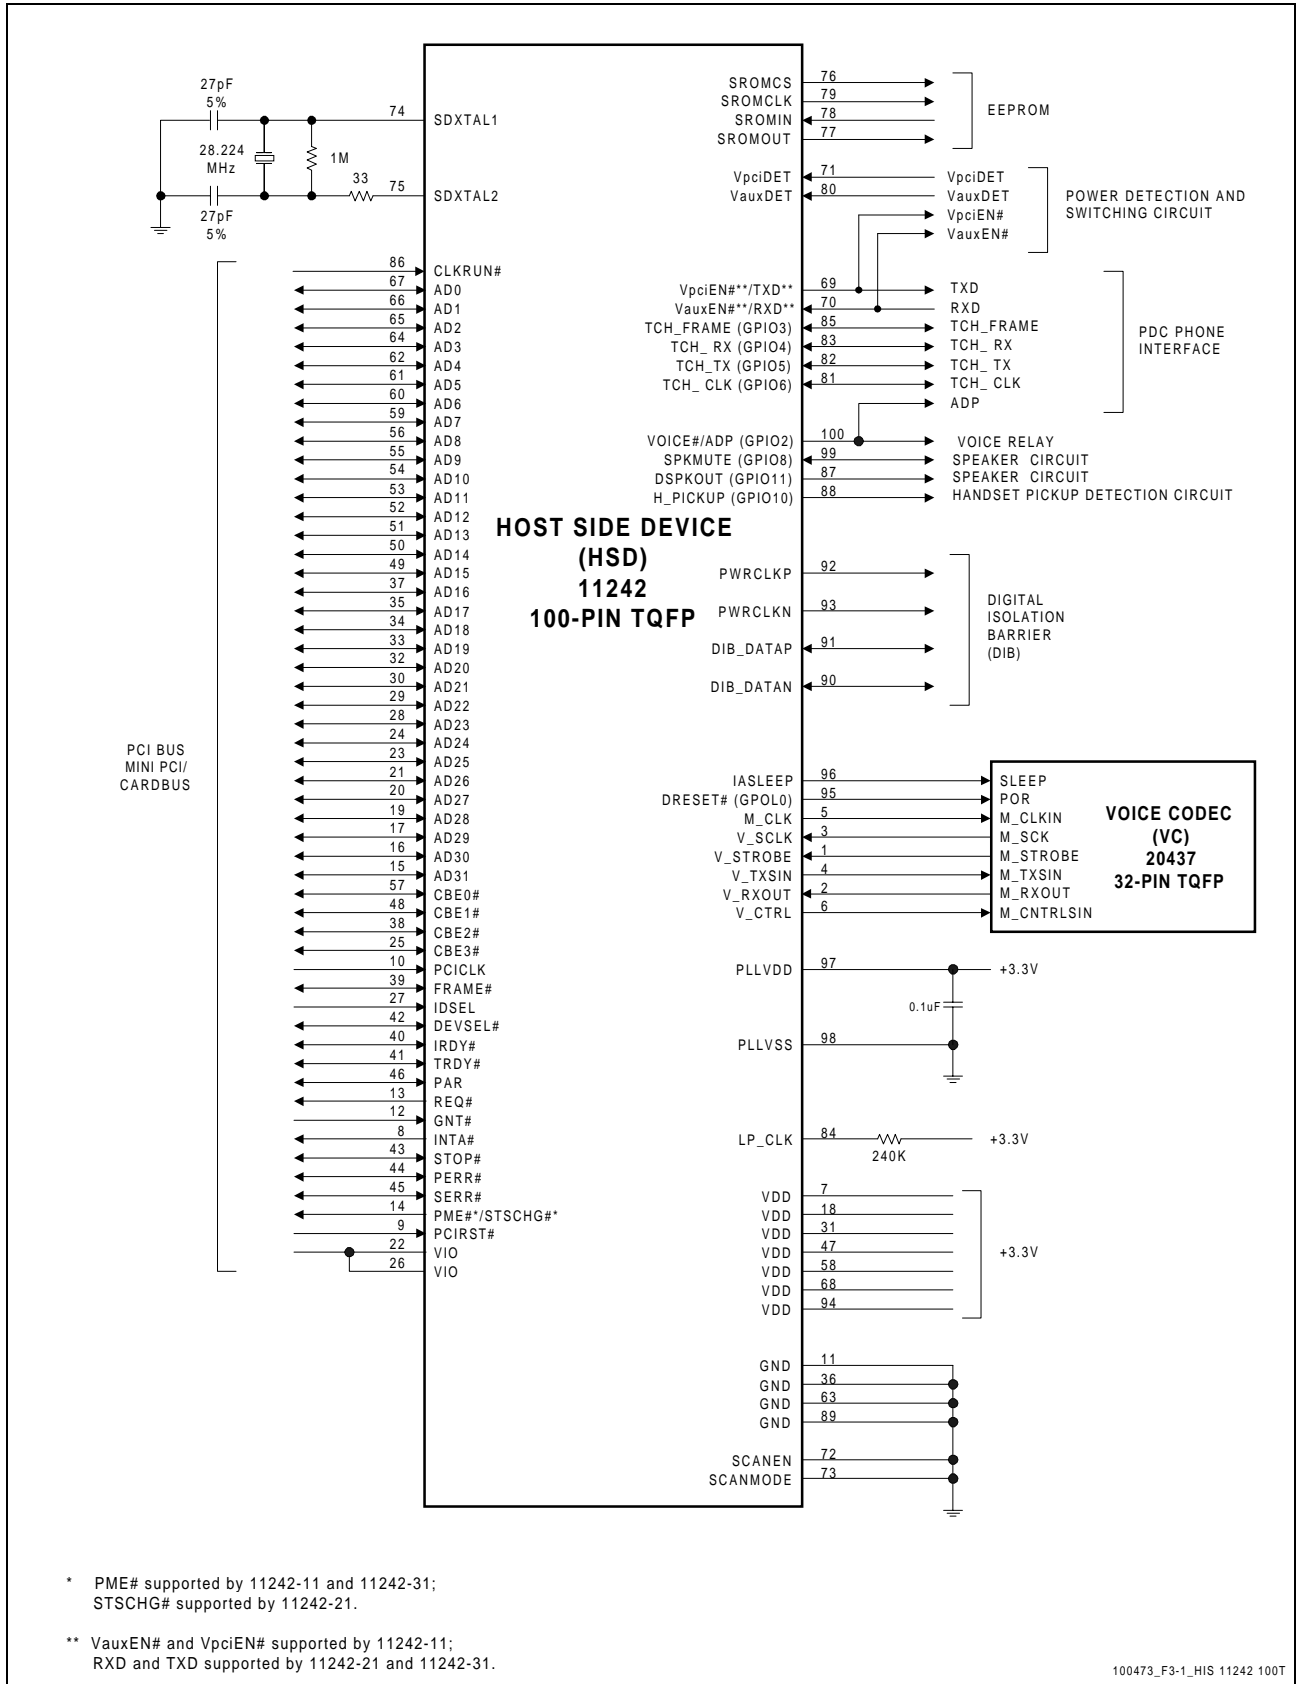 27pF
5%
28.224
MHz
1M
33
27pF
5%
74 SDXTAL1
75 SDXTAL2
86 CLKRUN#
67 AD0
66 AD1
65 AD2
64 AD3
62 AD4
61 AD5
60 AD6
59 AD7
56 AD8
55 AD9
54 AD10
53 AD11
52 AD12
51 AD13
50 AD14
49 AD15
37 AD16
35 AD17
34 AD18
33 AD19
32 AD20
30 AD21
29 AD22
28 AD23
24 AD24
23 AD25
21 AD26
20 AD27
19 AD28
17 AD29
16 AD30
15 AD31
57 CBE0#
48 CBE1#
38 CBE2#
25 CBE3#
10 PCICLK
39 FRAME#
27 IDSEL
42 DEVSEL#
40 IRDY#
41 TRDY#
46 PAR
13 REQ#
12 GNT#
8 INTA#
43 STOP#
44 PERR#
45 SERR#
14 PME#*/STSCHG#*
9 PCIRST#
22 VIO
26 VIO
PCI BUS
MINI PCI/
CARDBUS
HOST SIDE DEVICE
(HSD)
11242
100-PIN TQFP
SROMCS 76
SROMCLK 79
SROMIN 78
SROMOUT 77
EEPROM
VpciDET 71 VpciDET
VauxDET 80 VauxDET
VpciEN#
VauxEN#
POWER DETECTION AND
SWITCHING CIRCUIT
VpciEN#**/TXD** 69 TXD
VauxEN#**/RXD** 70 RXD
TCH_FRAME (GPIO3) 85 TCH_FRAME
TCH_ RX (GPIO4) 83 TCH_ RX
TCH_TX (GPIO5) 82 TCH_ TX
TCH_ CLK (GPIO6) 81 TCH_ CLK
ADP
PDC PHONE
INTERFACE
VOICE#/ADP (GPIO2) 100 VOICE RELAY
SPKMUTE (GPIO8) 99 SPEAKER CIRCUIT
DSPKOUT (GPIO11) 87 SPEAKER CIRCUIT
H_PICKUP (GPIO10) 88 HANDSET PICKUP DETECTION CIRCUIT
PWRCLKP 92
PWRCLKN 93
DIB_DATAP 91
DIB_DATAN 90
DIGITAL
ISOLATION
BARRIER
(DIB)
IASLEEP 96 SLEEP
DRESET# (GPOL0) 95 POR
M_CLK 5 M_CLKIN
V_SCLK 3 M_SCK
V_STROBE 1 M_STROBE
V_TXSIN 4 M_TXSIN
V_RXOUT 2 M_RXOUT
V_CTRL 6 M_CNTRLSIN
VOICE CODEC
(VC)
20437
32-PIN TQFP
PLLVDD 97 +3.3V
0.1uF
PLLVSS 98
LP_CLK 84 +3.3V
240K
VDD 7
VDD 18
VDD 31
VDD 47
VDD 58
VDD 68
VDD 94
+3.3V
GND 11
GND 36
GND 63
GND 89
SCANEN 72
SCANMODE 73
* PME# supported by 11242-11 and 11242-31;
STSCHG# supported by 11242-21.
** VauxEN# and VpciEN# supported by 11242-11;
RXD and TXD supported by 11242-21 and 11242-31.
100473_F3-1_HIS 11242 100T